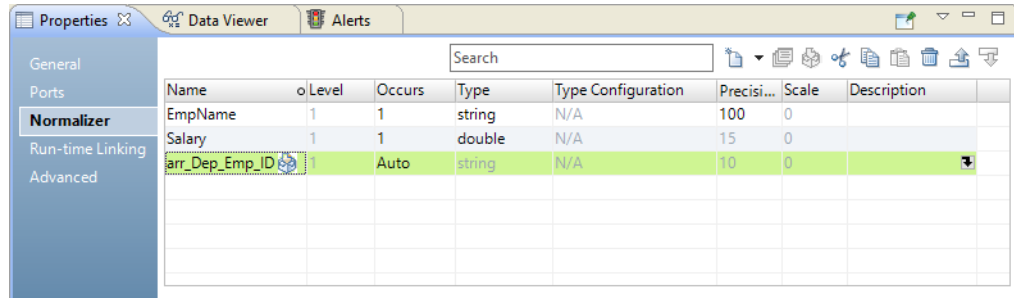 Properties Data Viewer Alerts
Search
General
Ports
Normalizer
Run-time Linking
Advanced
Name o Level Occurs Type Type Configuration Precisi... Scale Description
EmpName 1 1 string N/A 100 0
Salary 1 1 double N/A 15 0
arr_Dep_Emp_ID 1 Auto string N/A 10 0